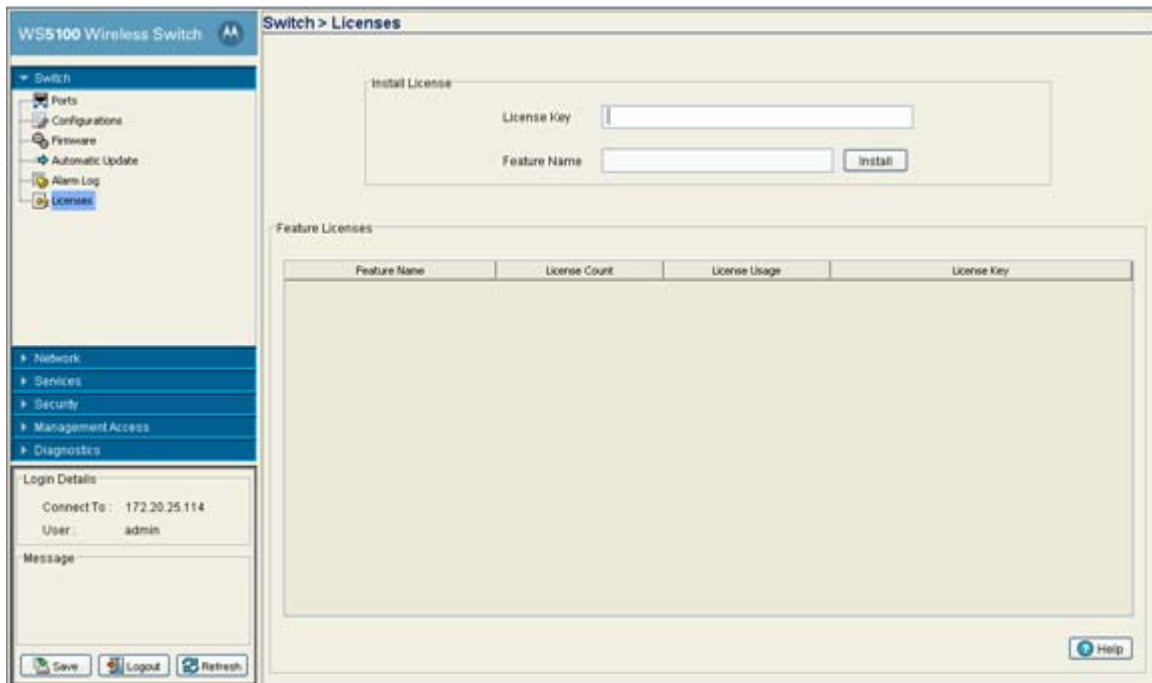 WS5100 Wireless Switch
Switch > Licenses
Switch
Ports
Configurations
Firmware
Automatic Update
Alarm Log
Licenses
Network
Services
Security
Management Access
Diagnostics
Login Details
Connect To : 172.20.25.114
User : admin
Message
Save Logout Refresh
Install License
License Key
Feature Name Install
Feature Licenses
Feature Name License Count License Usage License Key
Help